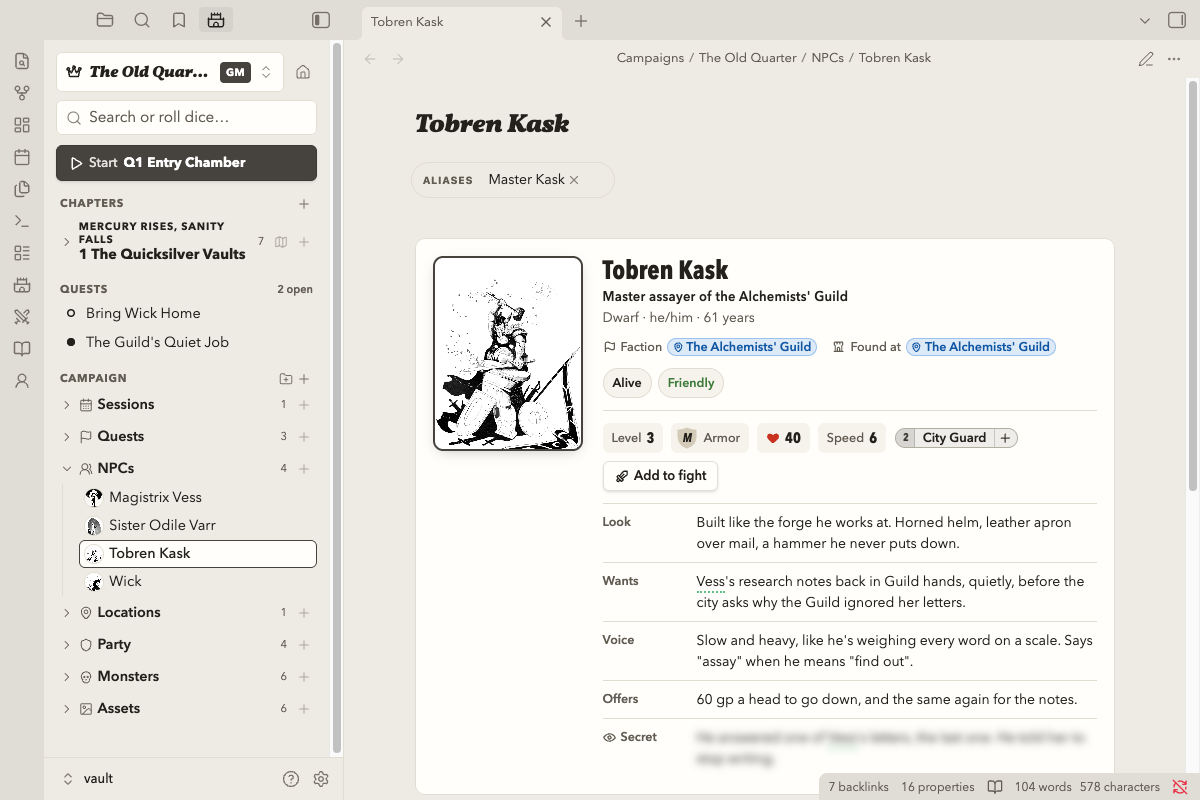 Tobren Kask
Campaigns / The Old Quarter / NPCs / Tobren Kask
The Old Quar... GM
Search or roll dice...
Start Q1 Entry Chamber
CHAPTERS
MERCURY RISES, SANITY
FALLS
1 The Quicksilver Vaults 7
QUESTS 2 open
Bring Wick Home
The Guild's Quiet Job
CAMPAIGN
Sessions 1
Quests 3
NPCs 4
Magistrix Vess
Sister Odile Varr
Tobren Kask
Wick
Locations 1
Party 4
Monsters 6
Assets 6
vault
Tobren Kask
ALIASES Master Kask
Tobren Kask
Master assayer of the Alchemists' Guild
Dwarf · he/him · 61 years
Faction The Alchemists' Guild Found at The Alchemists' Guild
Alive Friendly
Level 3 M Armor 40 Speed 6 2 City Guard +
Add to fight
Look Built like the forge he works at. Horned helm, leather apron
over mail, a hammer he never puts down.
Wants Vess's research notes back in Guild hands, quietly, before the
city asks why the Guild ignored her letters.
Voice Slow and heavy, like he's weighing every word on a scale. Says
"assay" when he means "find out".
Offers 60 gp a head to go down, and the same again for the notes.
Secret
7 backlinks 16 properties 104 words 578 characters